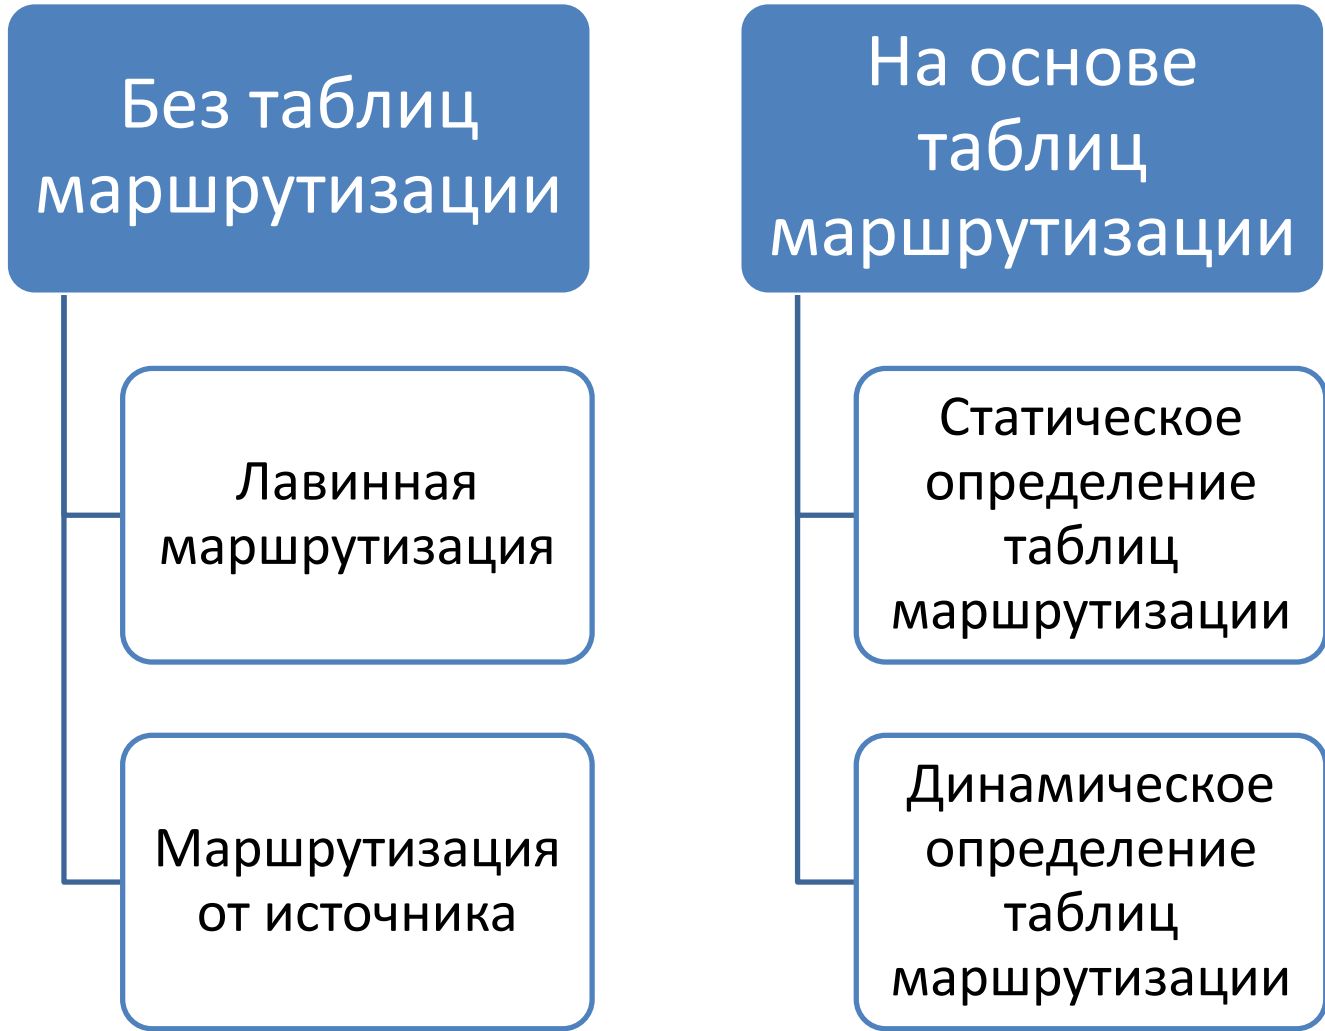 Без таблиц
маршрутизации
Лавинная
маршрутизация
Маршрутизация
от источника
На основе
таблиц
маршрутизации
Статическое
определение
таблиц
маршрутизации
Динамическое
определение
таблиц
маршрутизации